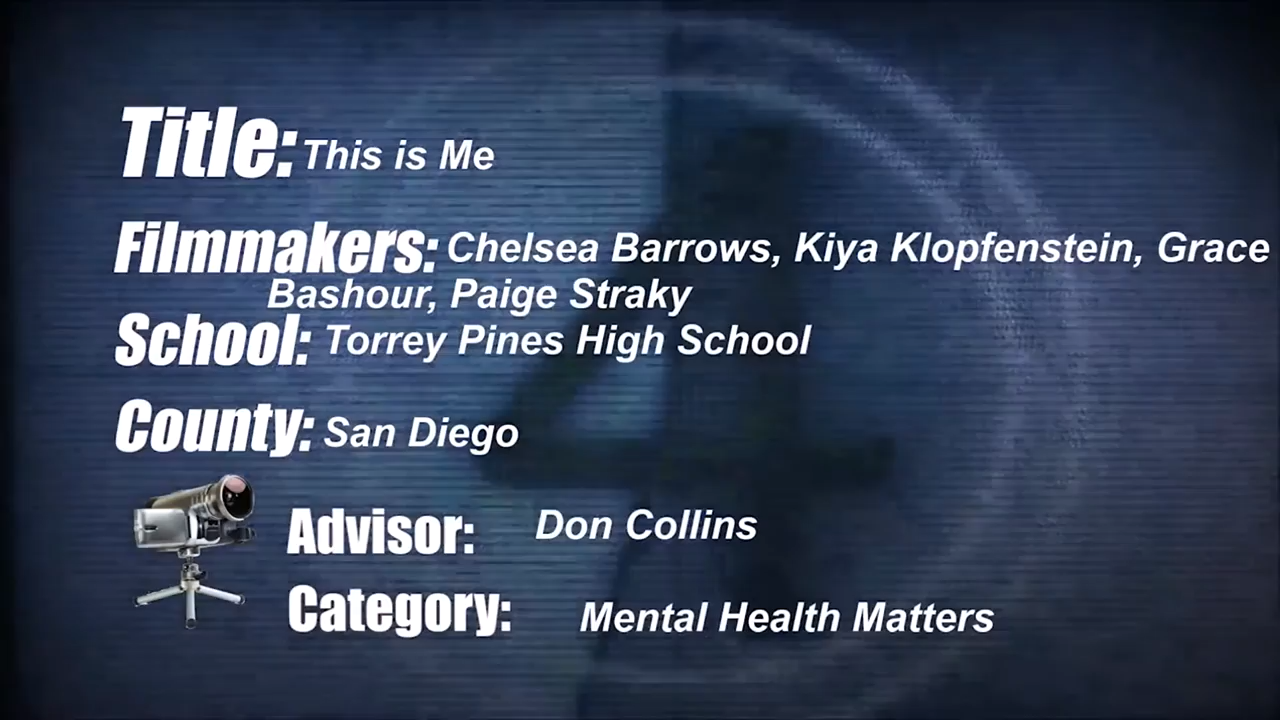 Title: This is Me
Filmmakers: Chelsea Barrows, Kiya Klopfenstein, Grace
Bashour, Paige Straky
School: Torrey Pines High School
County: San Diego
Advisor: Don Collins
Category: Mental Health Matters